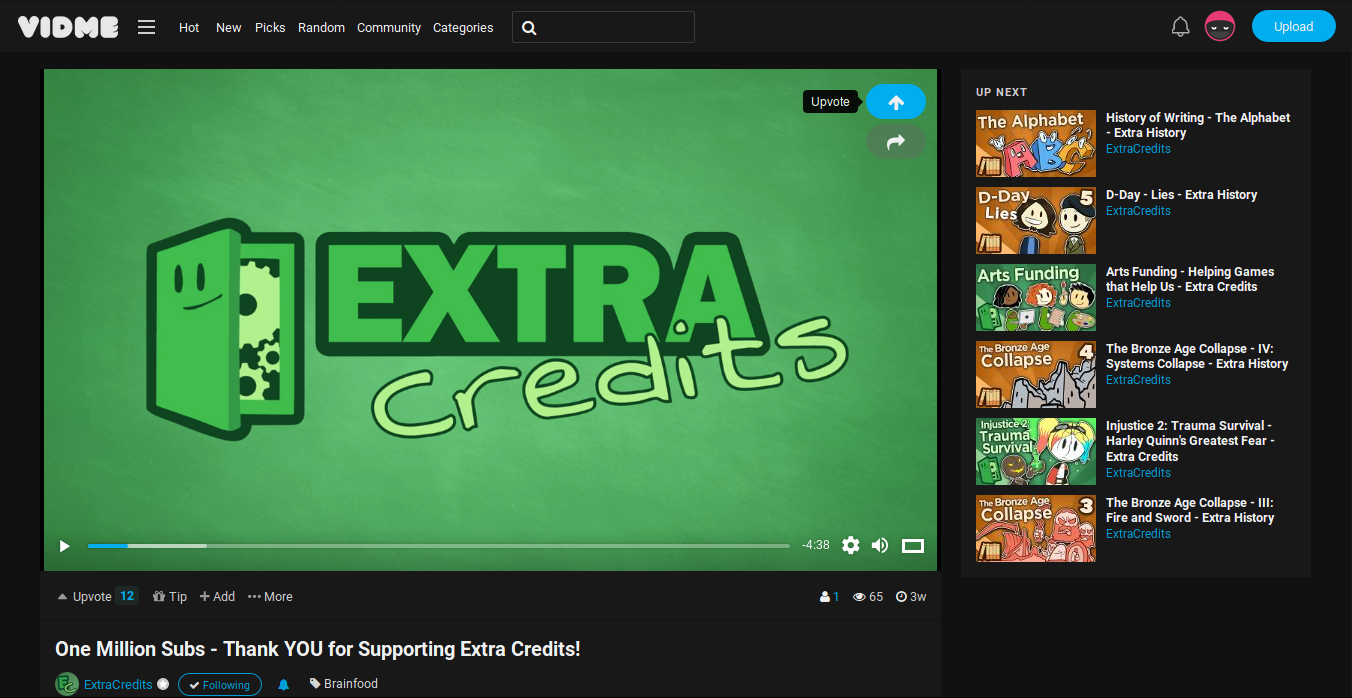 VIDME
Hot New Picks Random Community Categories
Upload
Upvote
EXTRA
credits
-4:38
Upvote 12 Tip Add More
1 65 3w
One Million Subs - Thank YOU for Supporting Extra Credits!
EC ExtraCredits Following Brainfood
UP NEXT
The Alphabet
ABC
History of Writing - The Alphabet
- Extra History
ExtraCredits
D-Day 5
Lies
D-Day - Lies - Extra History
ExtraCredits
Arts Funding
Arts Funding - Helping Games
that Help Us - Extra Credits
ExtraCredits
The Bronze Age
Collapse 4
The Bronze Age Collapse - IV:
Systems Collapse - Extra History
ExtraCredits
Injustice 2:
Trauma
Survival
Injustice 2: Trauma Survival -
Harley Quinn's Greatest Fear -
Extra Credits
ExtraCredits
The Bronze Age
Collapse 3
The Bronze Age Collapse - III:
Fire and Sword - Extra History
ExtraCredits